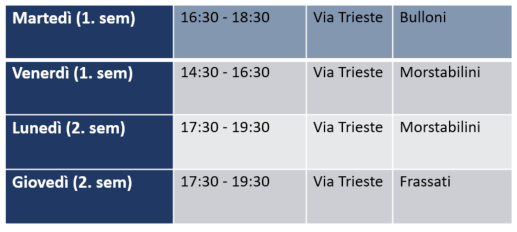 Martedì (1. sem) 16:30 - 18:30 Via Trieste Bulloni
Venerdì (1. sem) 14:30 - 16:30 Via Trieste Morstabilini
Lunedì (2. sem) 17:30 - 19:30 Via Trieste Morstabilini
Giovedì (2. sem) 17:30 - 19:30 Via Trieste Frassati